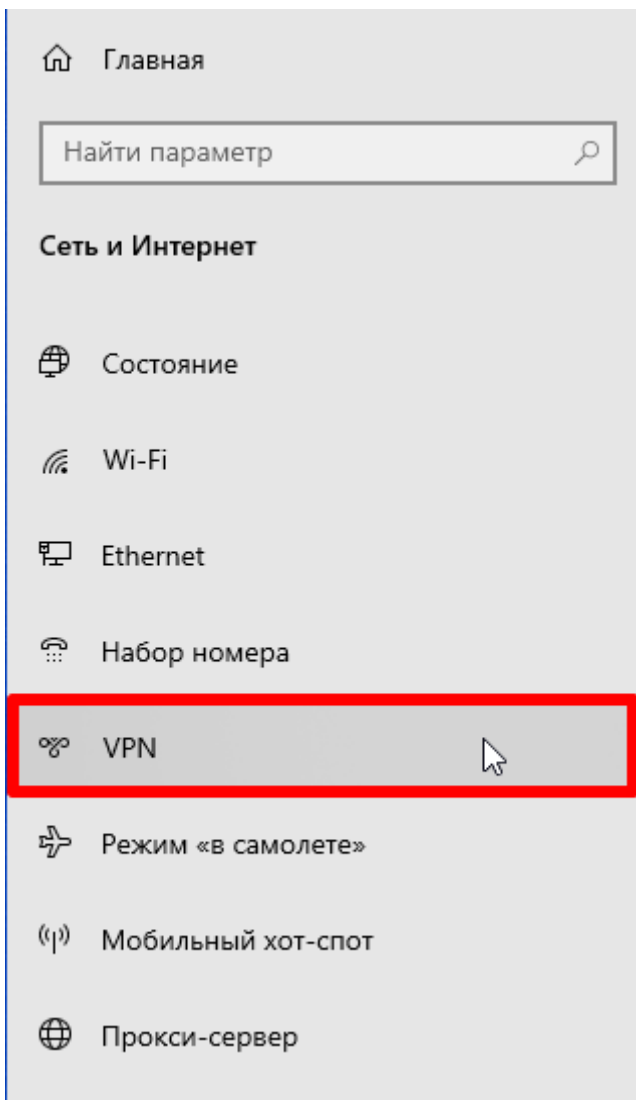 Главная
Найти параметр
Сеть и Интернет
Состояние
Wi-Fi
Ethernet
Набор номера
VPN
Режим «в самолете»
Мобильный хот-спот
Прокси-сервер